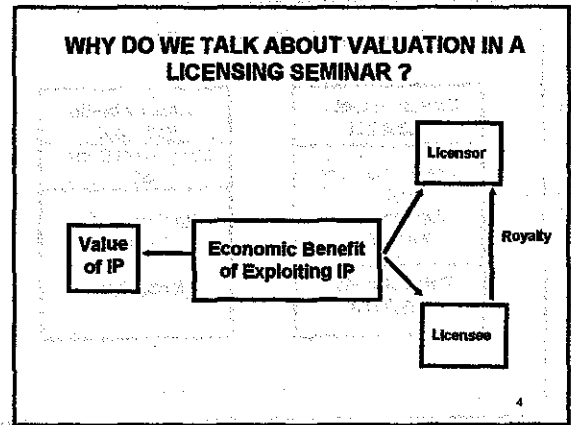 WHY DO WE TALK ABOUT VALUATION IN A
LICENSING SEMINAR ?
Licensor
Value
of IP
Economic Benefit
of Exploiting IP
Royalty
Licensee
4